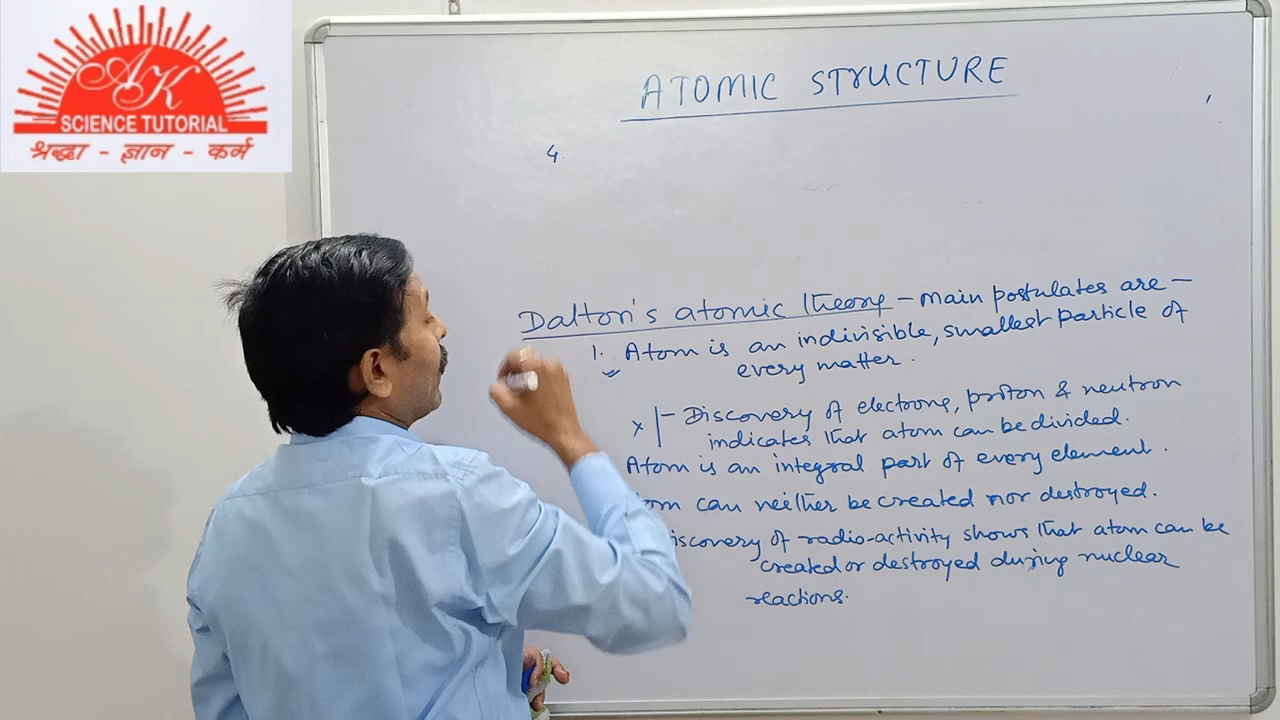 AK
SCIENCE TUTORIAL
श्रद्धा - ज्ञान - कर्म
ATOMIC STRUCTURE
4.
Dalton's atomic theory - Main postulates are -
1. Atom is an indivisible, smallest particle of
every matter.
x - Discovery of electrons, proton & neutron
indicates that atom can be divided.
Atom is an integral part of every element.
can neither be created nor destroyed.
of radio-activity shows that atom can be
created or destroyed during nuclear
reactions.